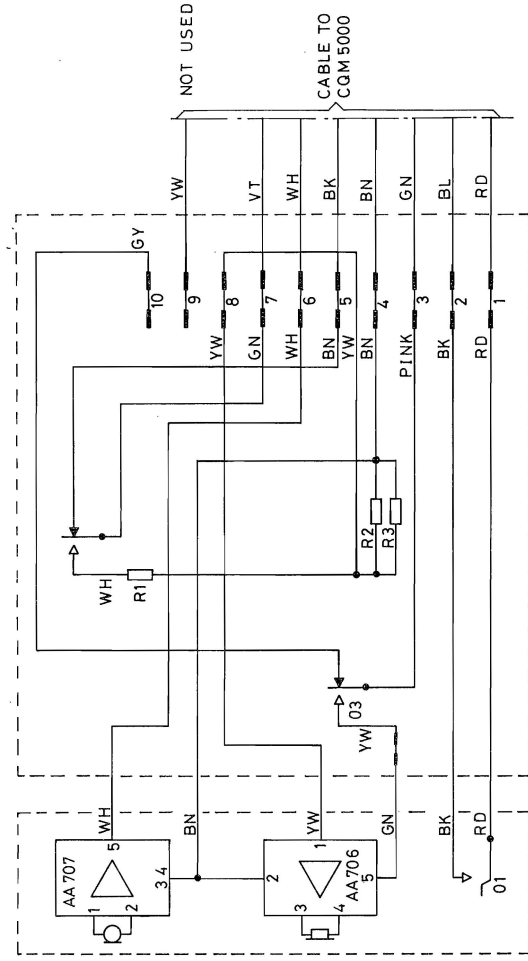 NOT USED
CABLE TO
CQM 5000
YW
VT
WH
BK
BN
GN
BL
RD
GY
10
9
8
7
6
5
4
3
2
1
YW
GN
WH
BN
YW
BN
PINK
BK
RD
WH
R1
R2
R3
03
YW
WH
BN
YW
GN
BK
RD
AA707
1
2
5
3 4
AA706
1
2
3
4
5
01